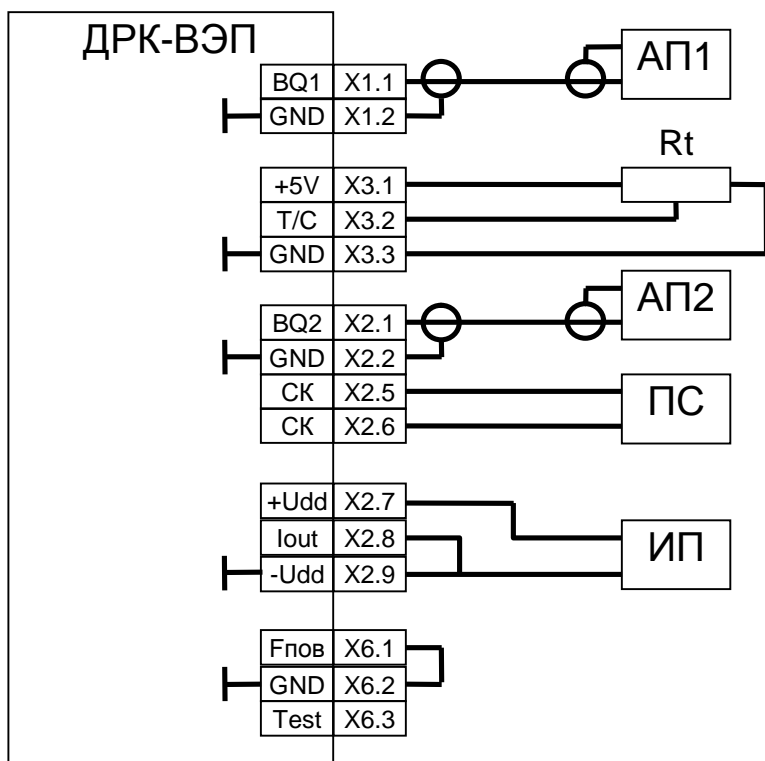 ДРК-ВЭП
АП1
BQ1 X1.1
GND X1.2
Rt
+5V X3.1
T/C X3.2
GND X3.3
АП2
BQ2 X2.1
GND X2.2
СК X2.5
ПС
СК X2.6
+Udd X2.7
Iout X2.8
ИП
-Udd X2.9
Fпов X6.1
GND X6.2
Test X6.3